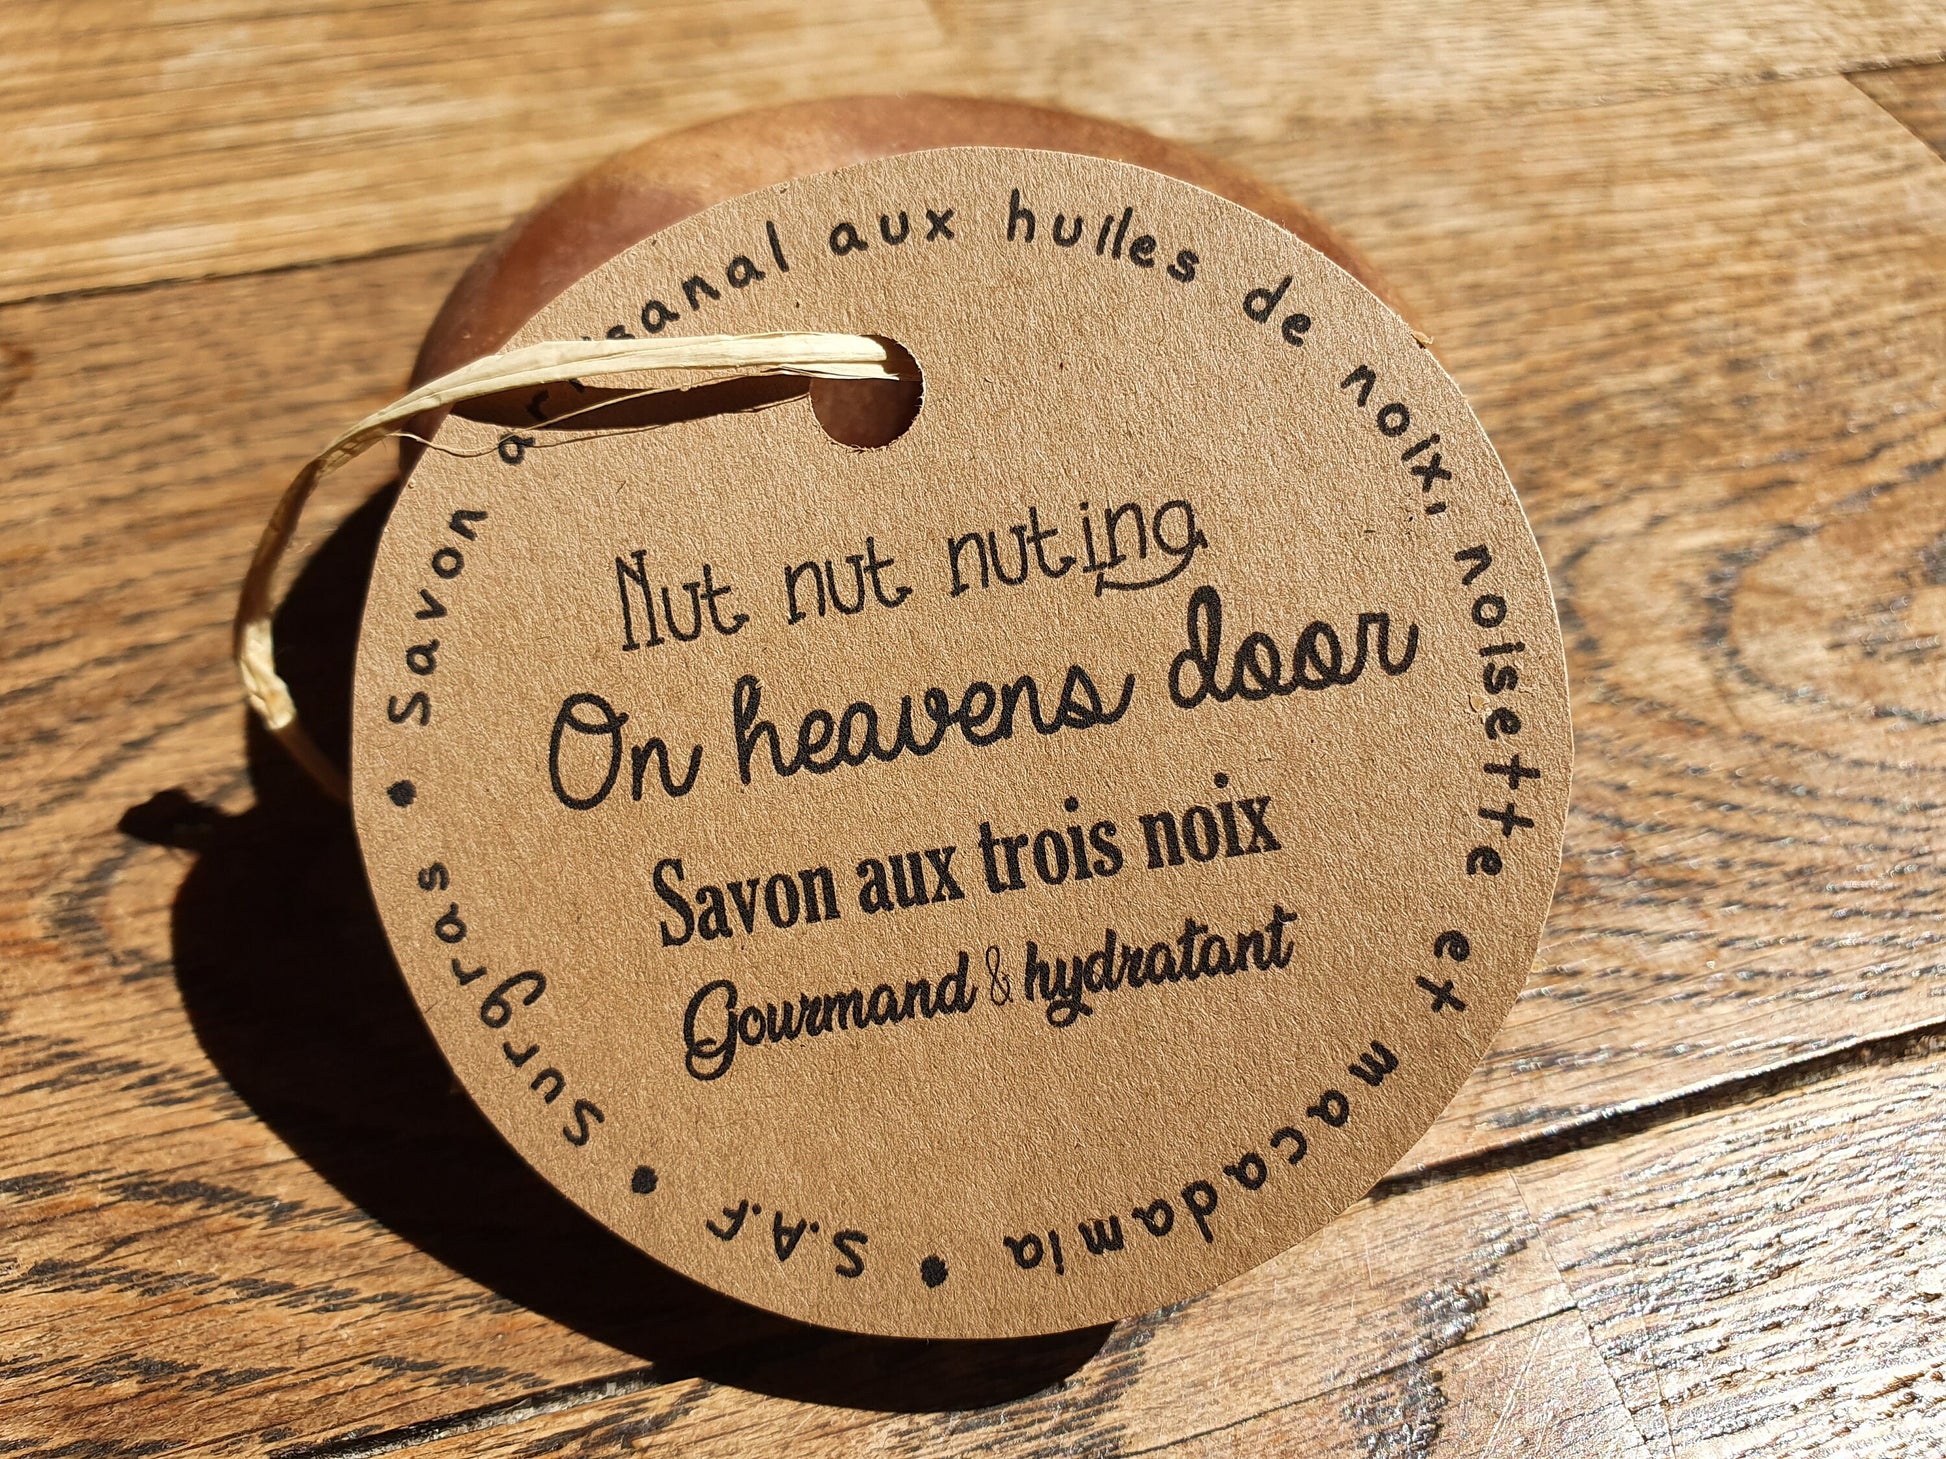 Savon artisanal aux huiles de noix, noisette et macadamia • S.A.F • Surgras •
Nut nut nuting
On heavens door
Savon aux trois noix
Gourmand & hydratant